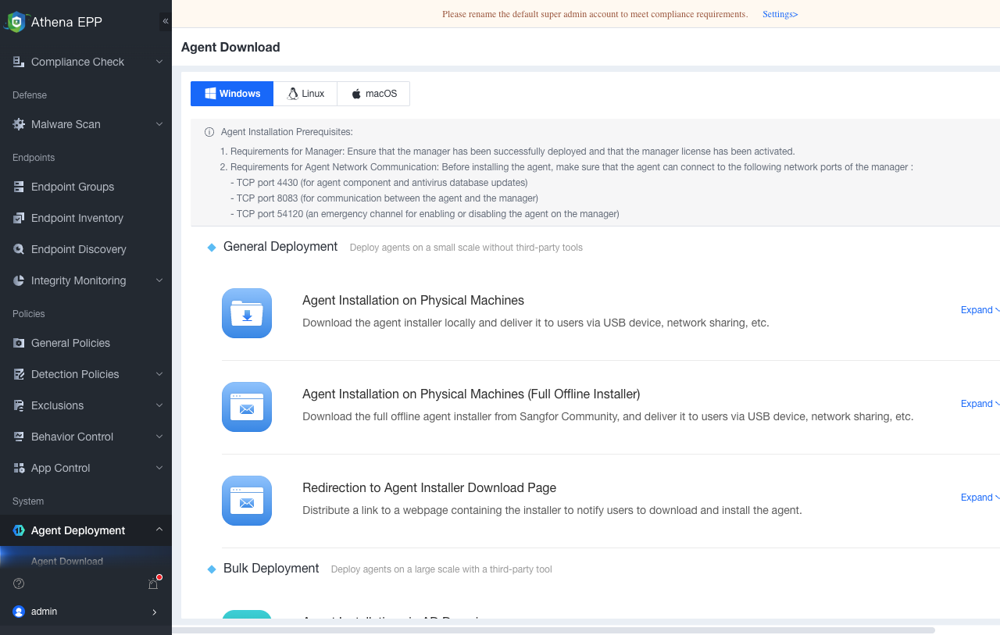 Athena EPP
«
Please rename the default super admin account to meet compliance requirements. Settings>
Agent Download
Compliance Check
Defense
Malware Scan
Endpoints
Endpoint Groups
Endpoint Inventory
Endpoint Discovery
Integrity Monitoring
Policies
General Policies
Detection Policies
Exclusions
Behavior Control
App Control
System
Agent Deployment
Agent Download
admin
Windows
Linux
macOS
Agent Installation Prerequisites:
1. Requirements for Manager: Ensure that the manager has been successfully deployed and that the manager license has been activated.
2. Requirements for Agent Network Communication: Before installing the agent, make sure that the agent can connect to the following network ports of the manager :
- TCP port 4430 (for agent component and antivirus database updates)
- TCP port 8083 (for communication between the agent and the manager)
- TCP port 54120 (an emergency channel for enabling or disabling the agent on the manager)
General Deployment Deploy agents on a small scale without third-party tools
Agent Installation on Physical Machines
Download the agent installer locally and deliver it to users via USB device, network sharing, etc.
Expand
Agent Installation on Physical Machines (Full Offline Installer)
Download the full offline agent installer from Sangfor Community, and deliver it to users via USB device, network sharing, etc.
Expand
Redirection to Agent Installer Download Page
Distribute a link to a webpage containing the installer to notify users to download and install the agent.
Expand
Bulk Deployment Deploy agents on a large scale with a third-party tool